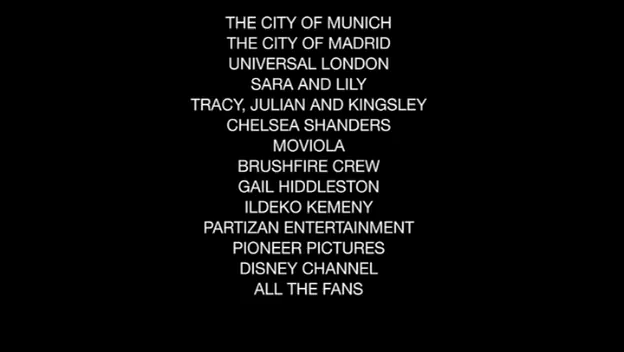 THE CITY OF MUNICH
THE CITY OF MADRID
UNIVERSAL LONDON
SARA AND LILY
TRACY, JULIAN AND KINGSLEY
CHELSEA SHANDERS
MOVIOLA
BRUSHFIRE CREW
GAIL HIDDLESTON
ILDEKO KEMENY
PARTIZAN ENTERTAINMENT
PIONEER PICTURES
DISNEY CHANNEL
ALL THE FANS